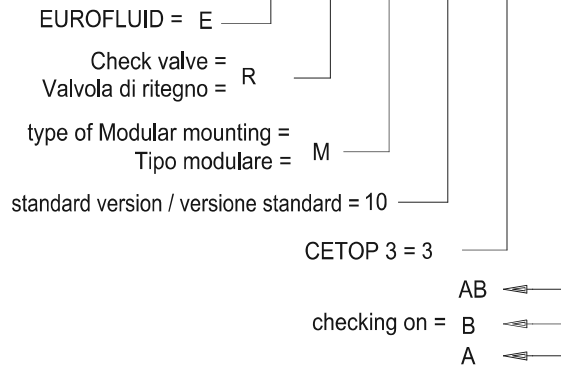 EUROFLUID = E
Check valve =
Valvola di ritegno = R
type of Modular mounting =
Tipo modulare = M
standard version / versione standard = 10
CETOP 3 = 3
AB
checking on = B
A